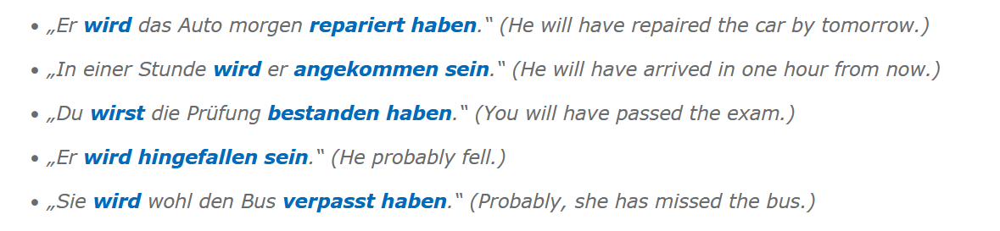 • „Er wird das Auto morgen repariert haben.“ (He will have repaired the car by tomorrow.)
• „In einer Stunde wird er angekommen sein.“ (He will have arrived in one hour from now.)
• „Du wirst die Prüfung bestanden haben.“ (You will have passed the exam.)
• „Er wird hingefallen sein.“ (He probably fell.)
• „Sie wird wohl den Bus verpasst haben.“ (Probably, she has missed the bus.)